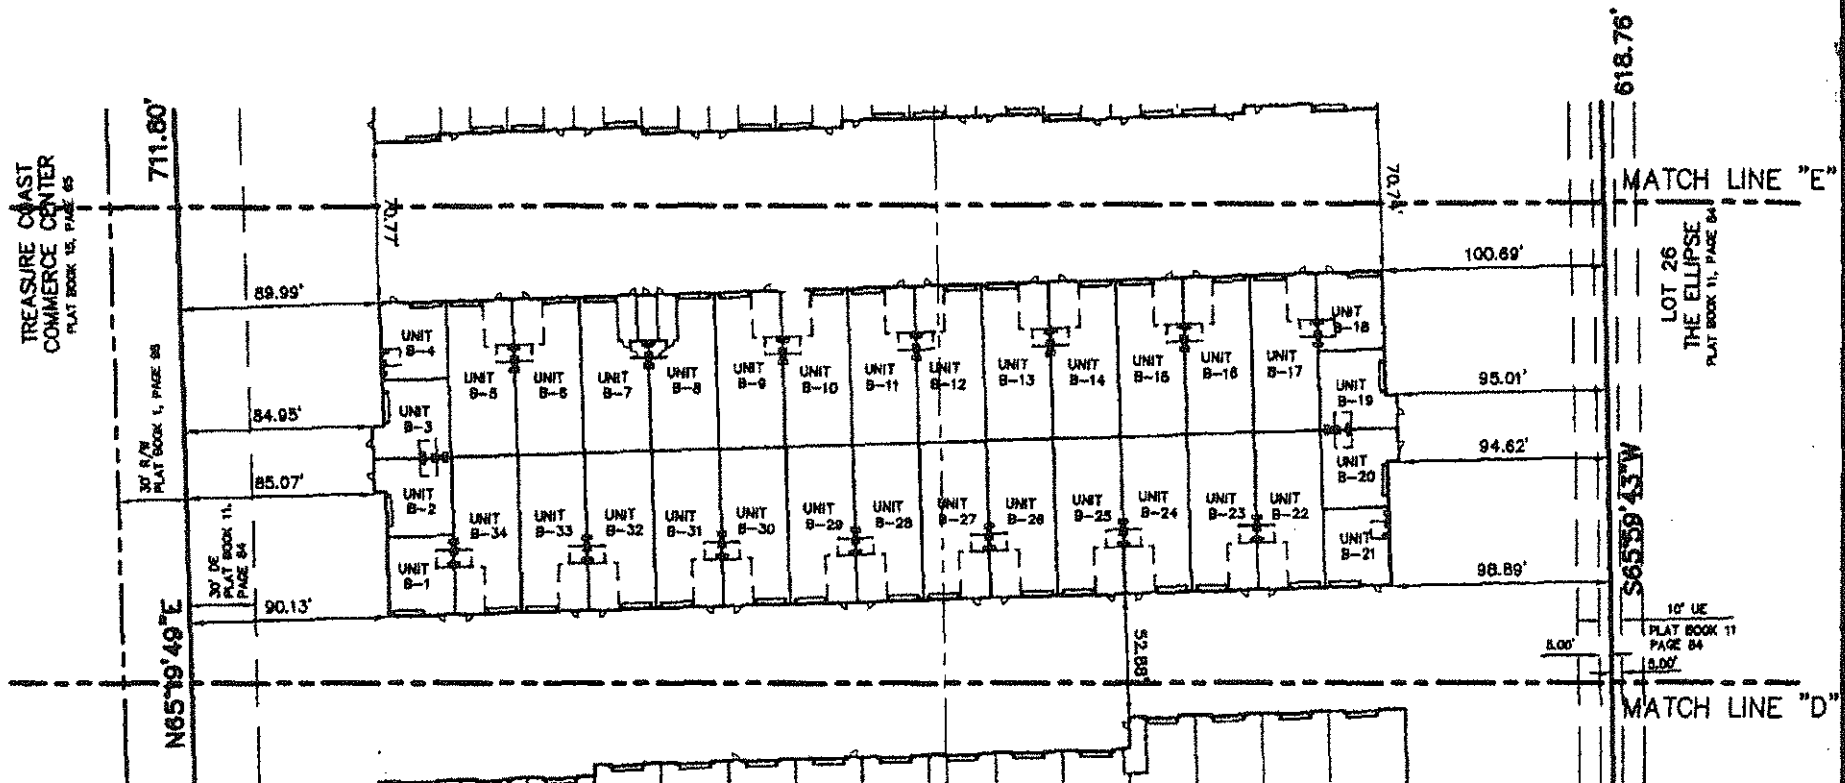 618.76'
711.80'
TREASURE COAST
COMMERCE CENTER
PLAT BOOK 15, PAGE 65
MATCH LINE "E"
70.77'
70.74'
LOT 26
THE ELLIPSE
PLAT BOOK 11, PAGE 84
100.69'
89.99'
UNIT
B-4
UNIT
B-5
UNIT
B-6
UNIT
B-7
UNIT
B-8
UNIT
B-9
UNIT
B-10
UNIT
B-11
UNIT
B-12
UNIT
B-13
UNIT
B-14
UNIT
B-15
UNIT
B-16
UNIT
B-17
UNIT
B-18
UNIT
B-19
95.01'
84.95'
UNIT
B-3
30' R/W
PLAT BOOK 1, PAGE
94.62'
UNIT
B-20
85.07'
UNIT
B-2
UNIT
B-34
UNIT
B-33
UNIT
B-32
UNIT
B-31
UNIT
B-30
UNIT
B-29
UNIT
B-28
UNIT
B-27
UNIT
B-26
UNIT
B-25
UNIT
B-24
UNIT
B-23
UNIT
B-22
UNIT
B-21
UNIT
B-1
30' DE
PLAT BOOK 11,
PAGE 84
98.89'
90.13'
S65°59'43"W
N65°19'49"E
10' UE
PLAT BOOK 11
PAGE 84
5.00'
5.00'
52.88'
MATCH LINE "D"